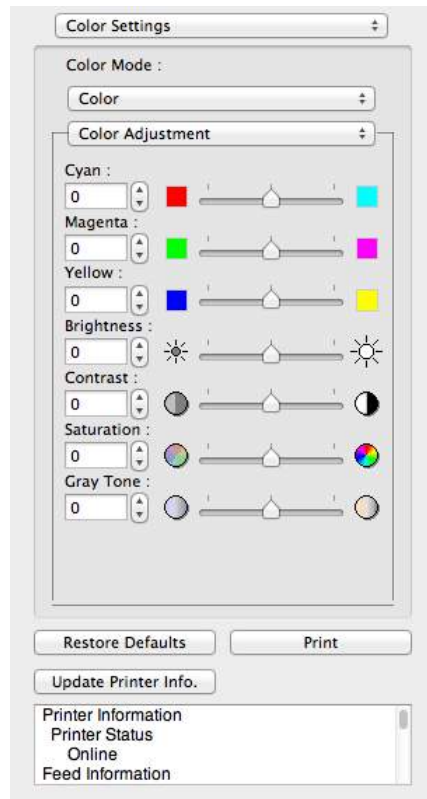 Color Settings
Color Mode :
Color
Color Adjustment
Cyan :
0
Magenta :
0
Yellow :
0
Brightness :
0
Contrast :
0
Saturation :
0
Gray Tone :
0
Restore Defaults Print
Update Printer Info.
Printer Information
Printer Status
Online
Feed Information